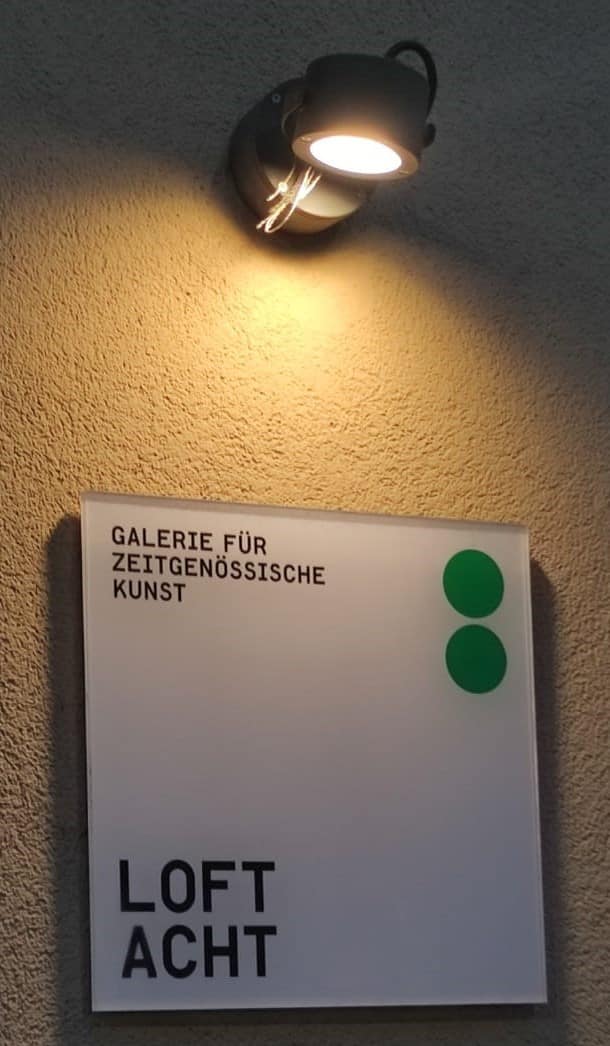 GALERIE FÜR
ZEITGENÖSSISCHE
KUNST
LOFT
ACHT